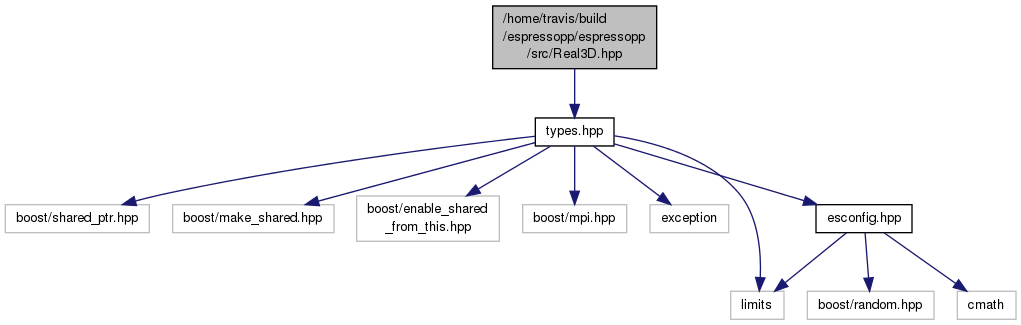 /home/travis/build
/espressopp/espressopp
/src/Real3D.hpp
types.hpp
boost/shared_ptr.hpp
boost/make_shared.hpp
boost/enable_shared
_from_this.hpp
boost/mpi.hpp
exception
esconfig.hpp
limits
boost/random.hpp
cmath